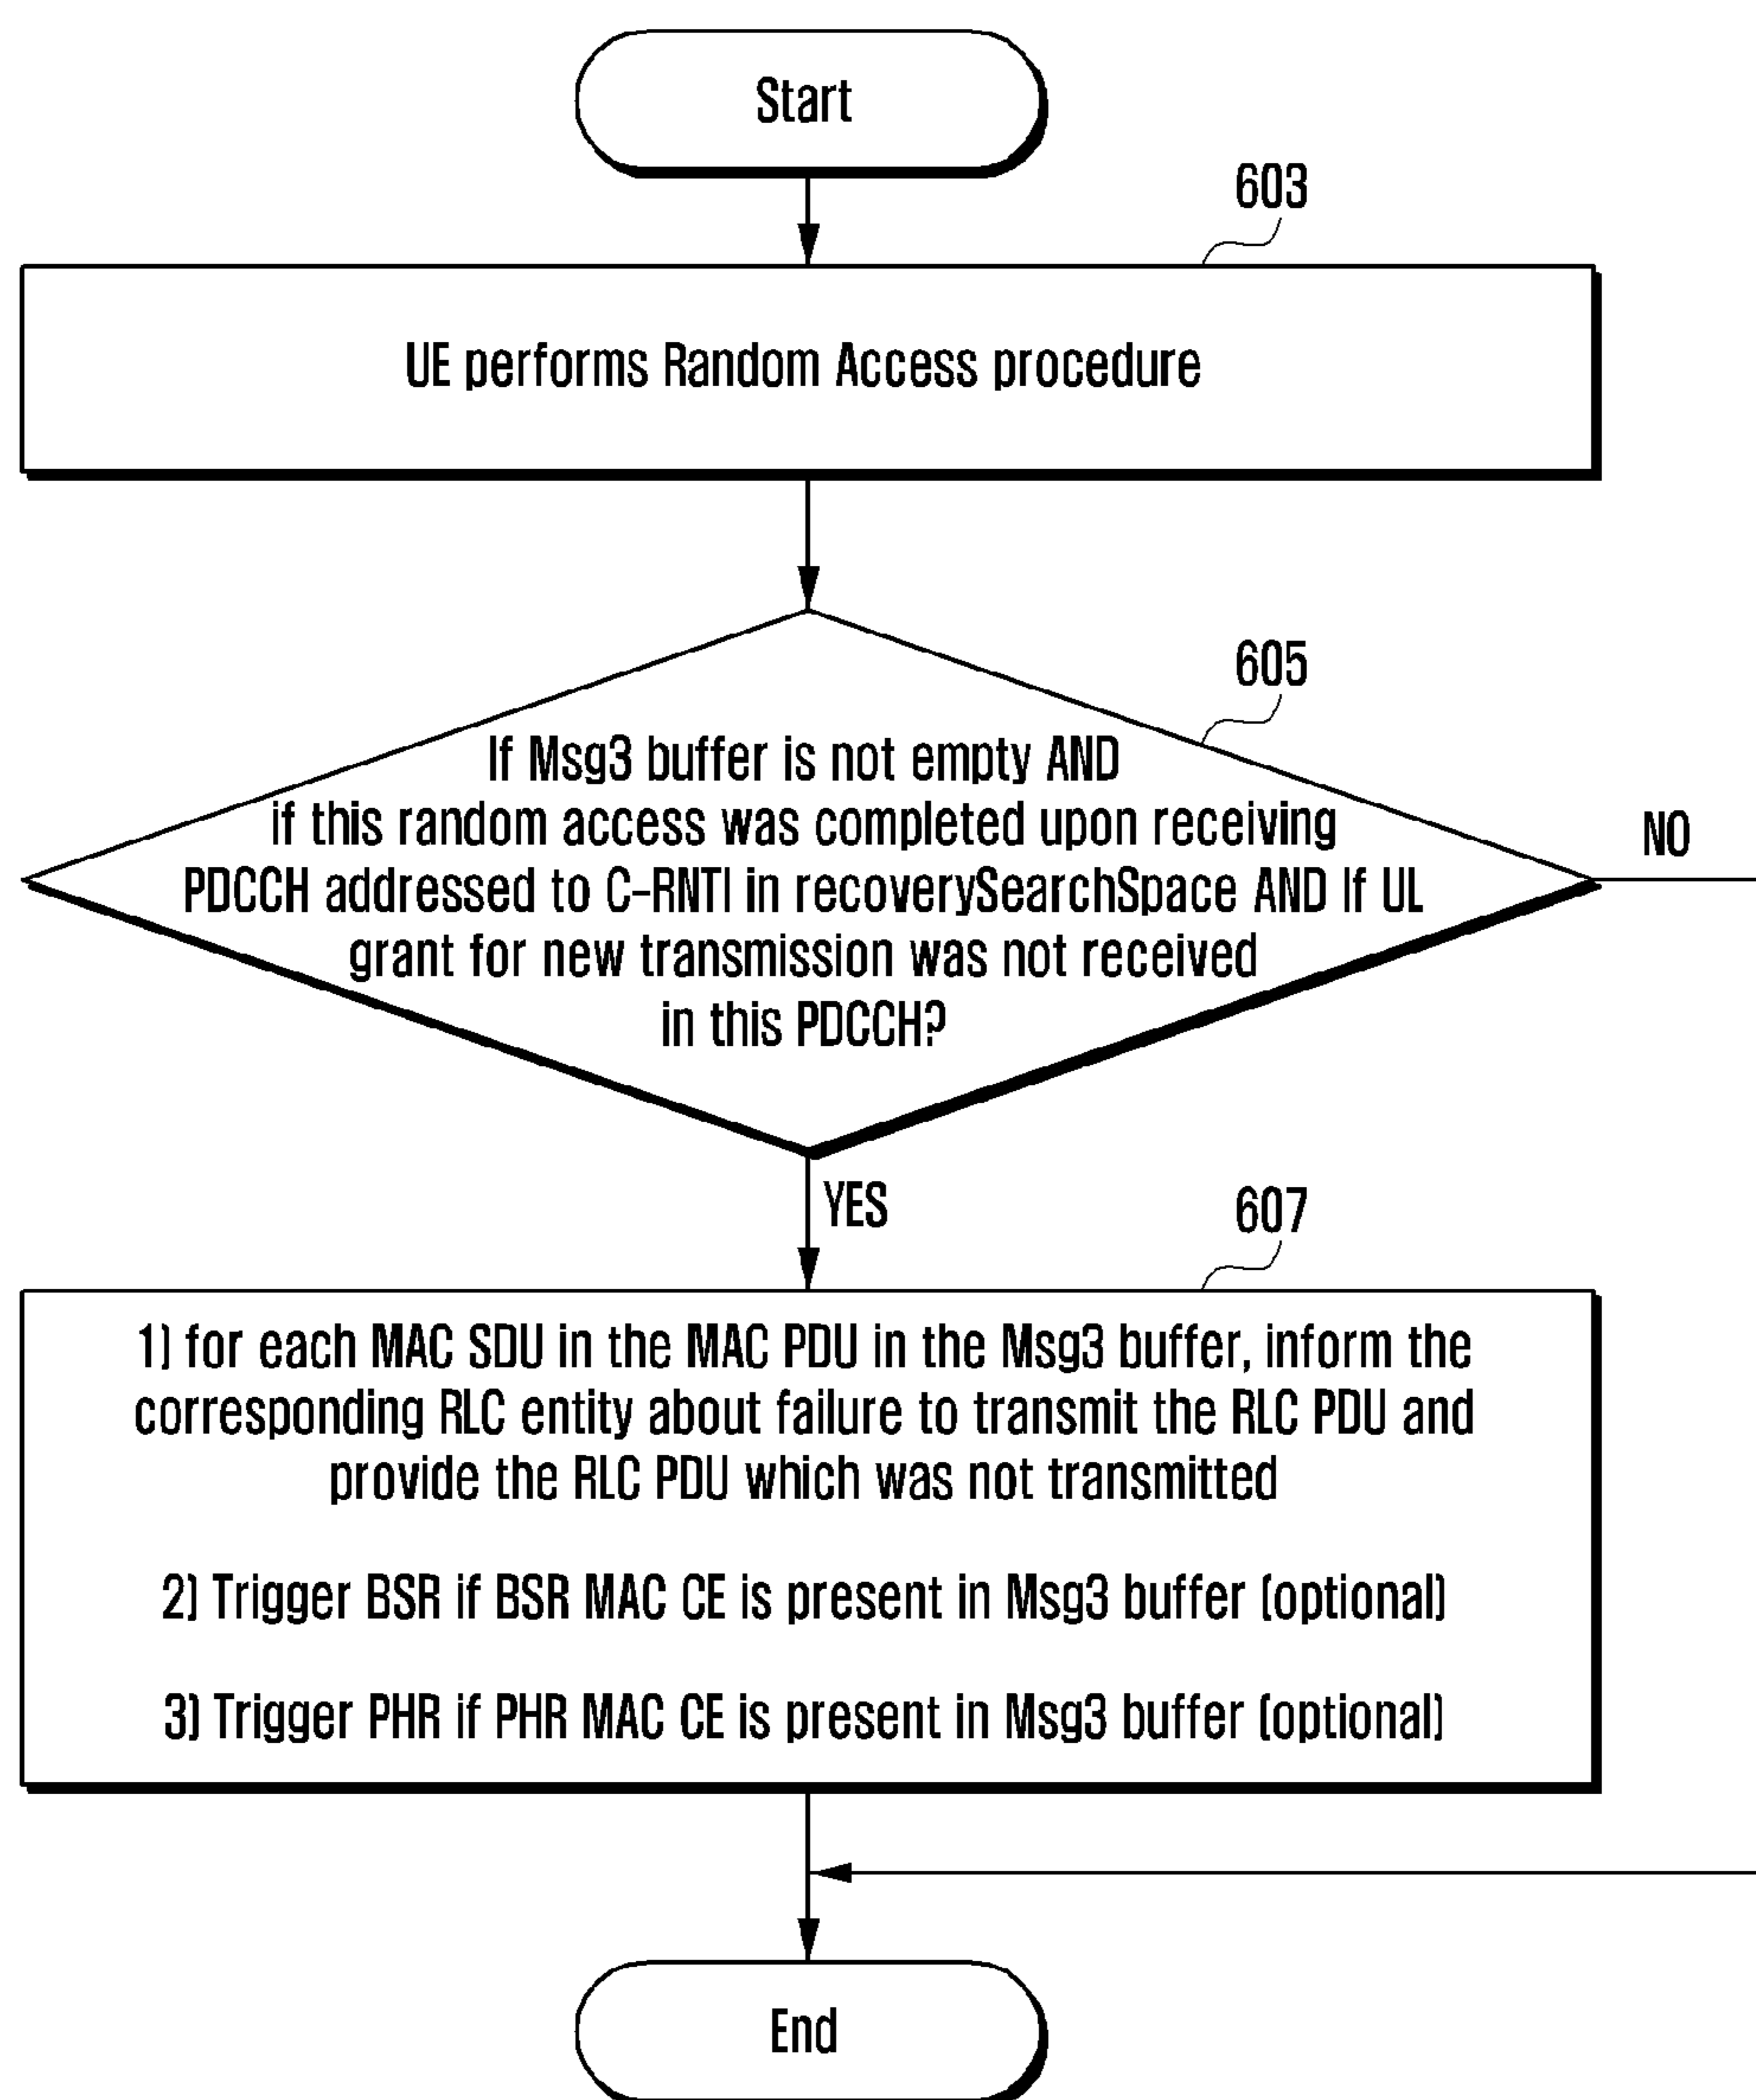 Start
603
UE performs Random Access procedure
605
If Msg3 buffer is not empty AND
if this random access was completed upon receiving
PDCCH addressed to C-RNTI in recoverySearchSpace AND If UL
grant for new transmission was not received
in this PDCCH?
NO
YES
607
1) for each MAC SDU in the MAC PDU in the Msg3 buffer, inform the
corresponding RLC entity about failure to transmit the RLC PDU and
provide the RLC PDU which was not transmitted
2) Trigger BSR if BSR MAC CE is present in Msg3 buffer (optional)
3) Trigger PHR if PHR MAC CE is present in Msg3 buffer (optional)
End